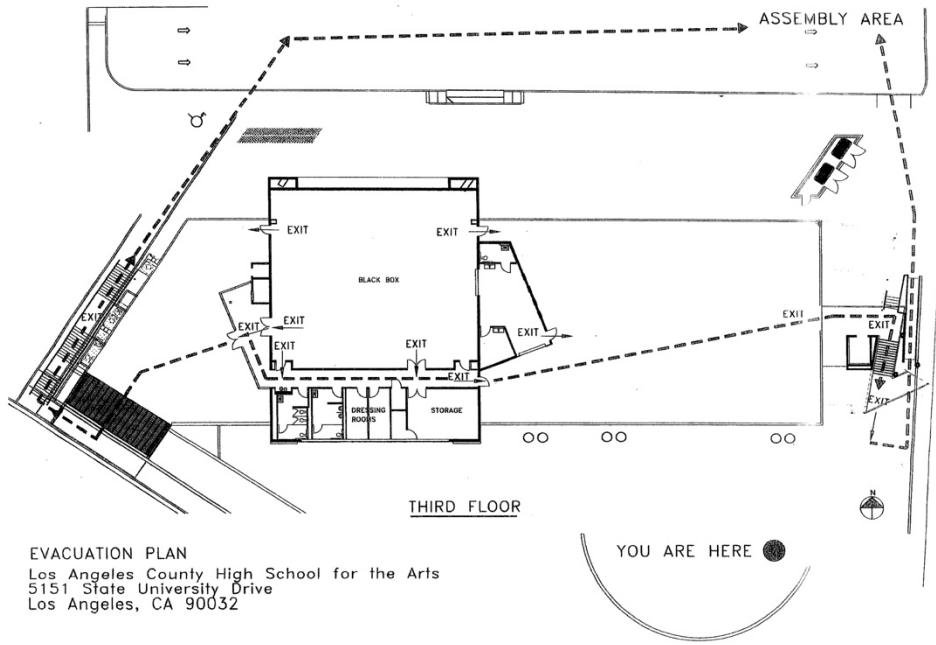 ASSEMBLY AREA
EXIT
EXIT
BLACK BOX
EXIT
EXIT
EXIT
EXIT
EXIT
EXIT
EXIT
EXIT
EXIT
EXIT
DRESSING
ROOMS
STORAGE
THIRD FLOOR
N
EVACUATION PLAN
Los Angeles County High School for the Arts
5151 State University Drive
Los Angeles, CA 90032
YOU ARE HERE